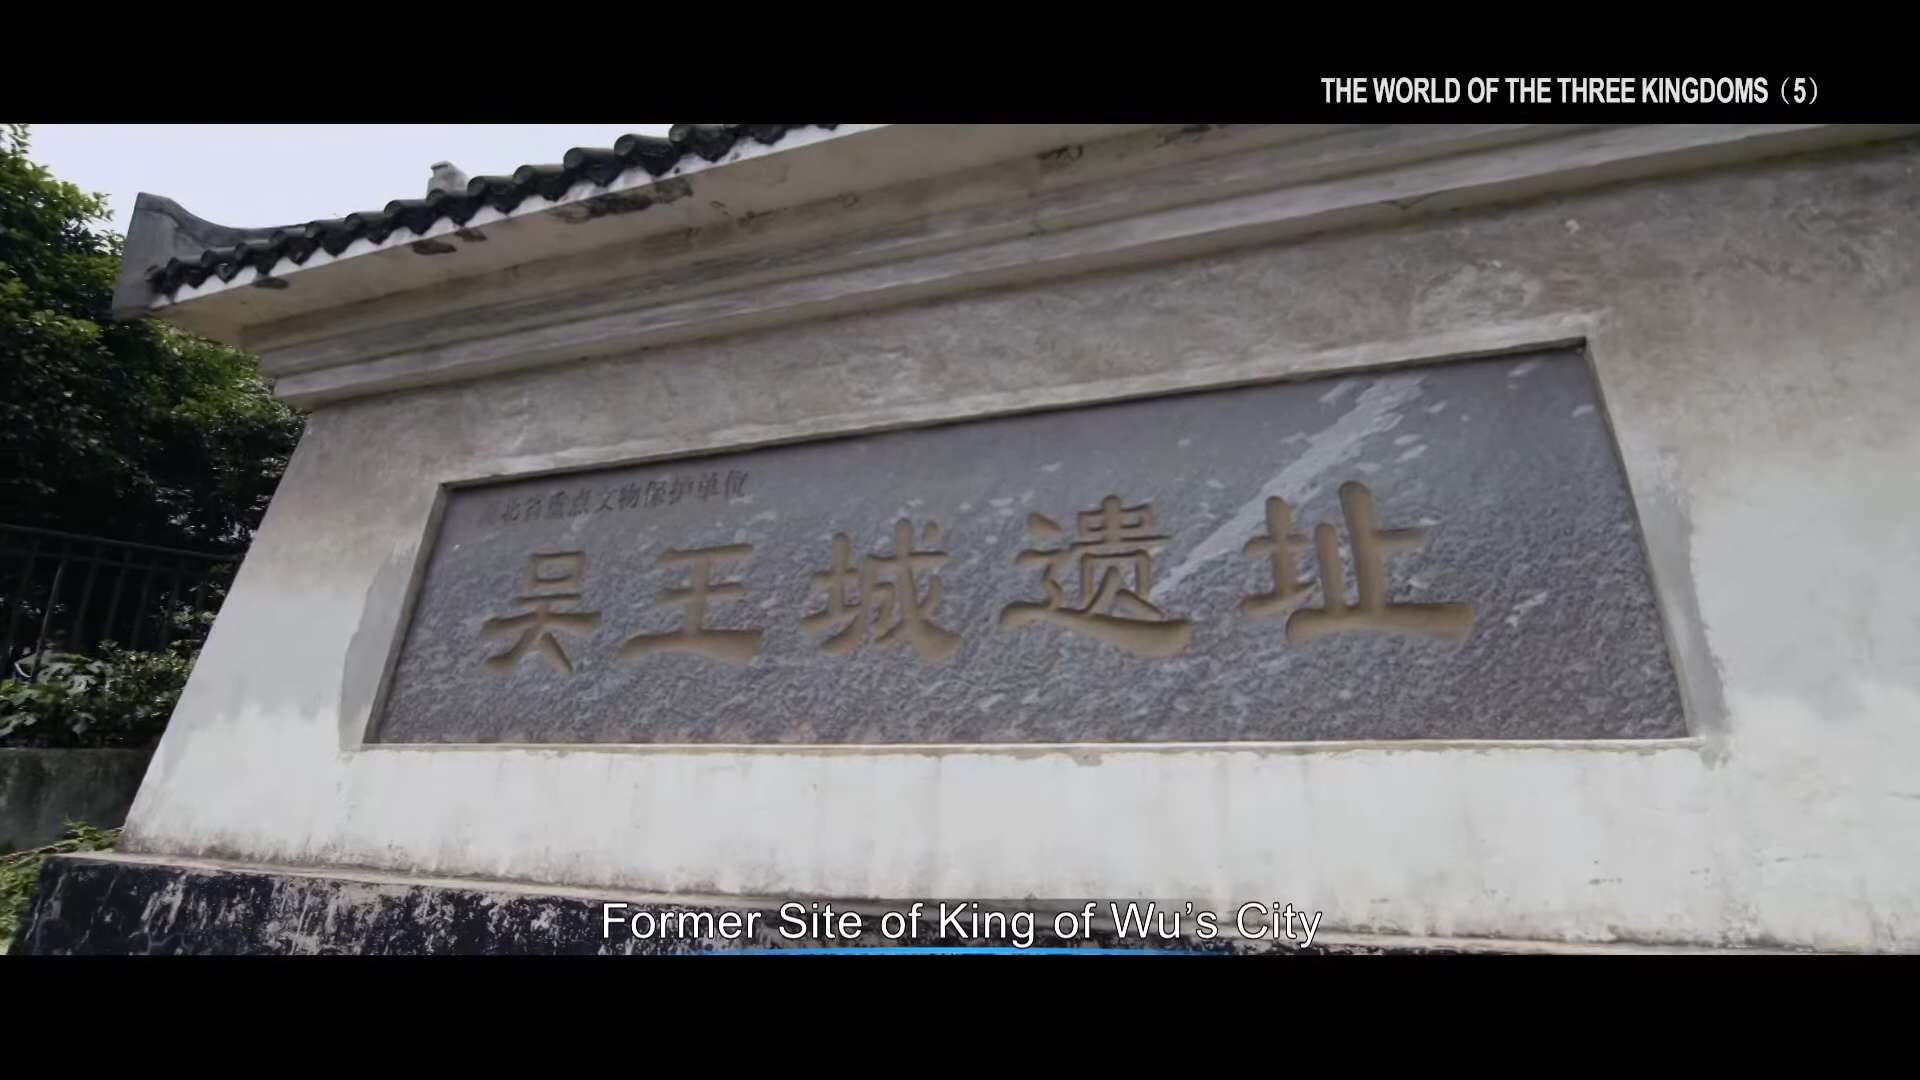 THE WORLD OF THE THREE KINGDOMS（5）
北省重点文物保护单位
吴王城遗址
Former Site of King of Wu's City